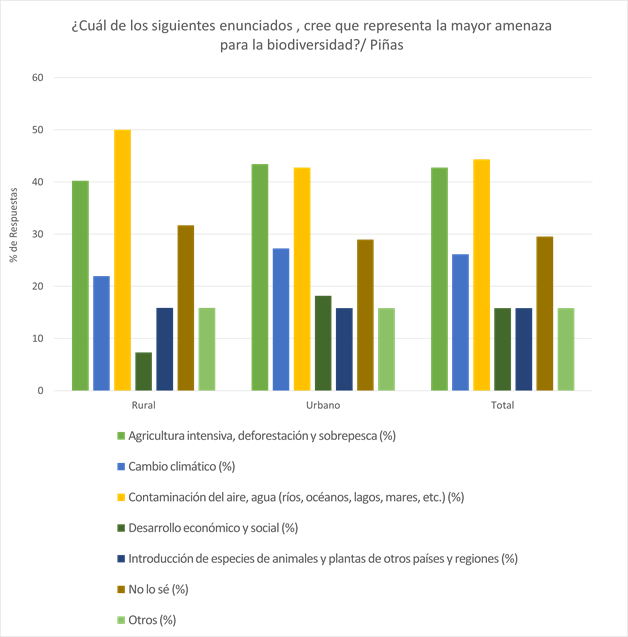 ¿Cuál de los siguientes enunciados , cree que representa la mayor amenaza
para la biodiversidad?/ Piñas
60
50
40
30
20
10
0
% de Respuestas
Rural
Urbano
Total
Agricultura intensiva, deforestación y sobrepesca (%)
Cambio climático (%)
Contaminación del aire, agua (ríos, océanos, lagos, mares, etc.) (%)
Desarrollo económico y social (%)
Introducción de especies de animales y plantas de otros países y regiones (%)
No lo sé (%)
Otros (%)